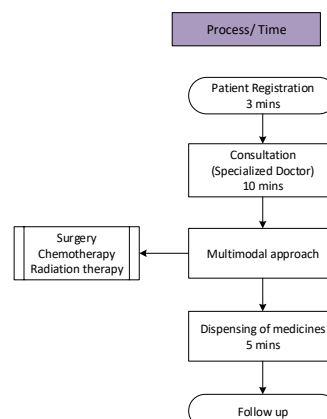 Process/ Time
Patient Registration
3 mins
Consultation
(Specialized Doctor)
10 mins
Surgery
Chemotherapy
Radiation therapy
Multimodal approach
Dispensing of medicines
5 mins
Follow up